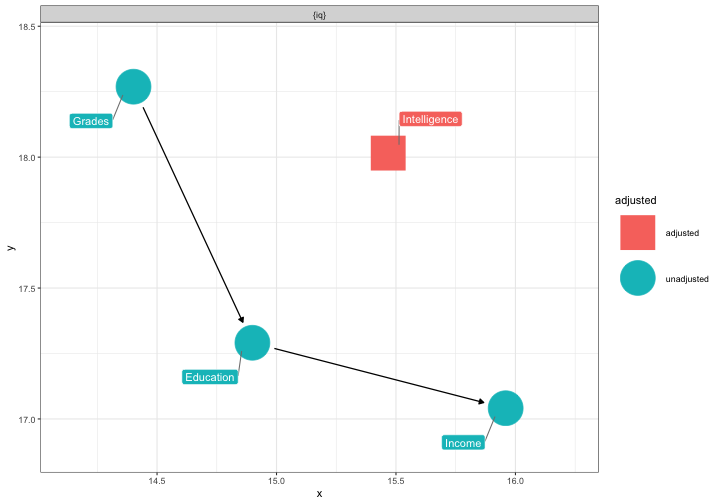 {iq}
18.5
18.0
17.5
17.0
y
Grades
Intelligence
Education
Income
14.5
15.0
15.5
16.0
x
adjusted
adjusted
unadjusted